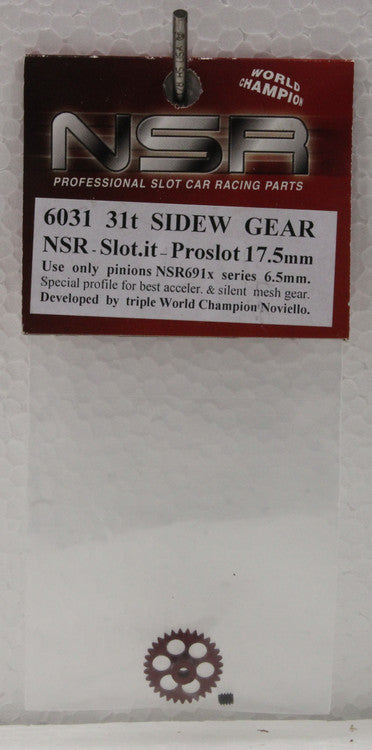 WORLD
CHAMPION
NSR
PROFESSIONAL SLOT CAR RACING PARTS
6031 31t SIDEW GEAR
NSR - Slot.it - Proslot 17.5mm
Use only pinions NSR691x series 6.5mm.
Special profile for best acceler. & silent mesh gear.
Developed by triple World Champion Noviello.